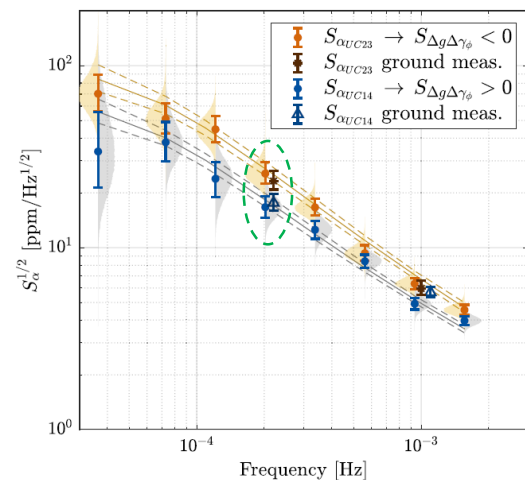 S_{α_{UC23}} → S_{ΔgΔγ_ϕ} < 0
S_{α_{UC23}} ground meas.
S_{α_{UC14}} → S_{ΔgΔγ_ϕ} > 0
S_{α_{UC14}} ground meas.
10^2
10^1
10^0
S_α^{1/2} [ppm/Hz^{1/2}]
10^{-4} 10^{-3}
Frequency [Hz]